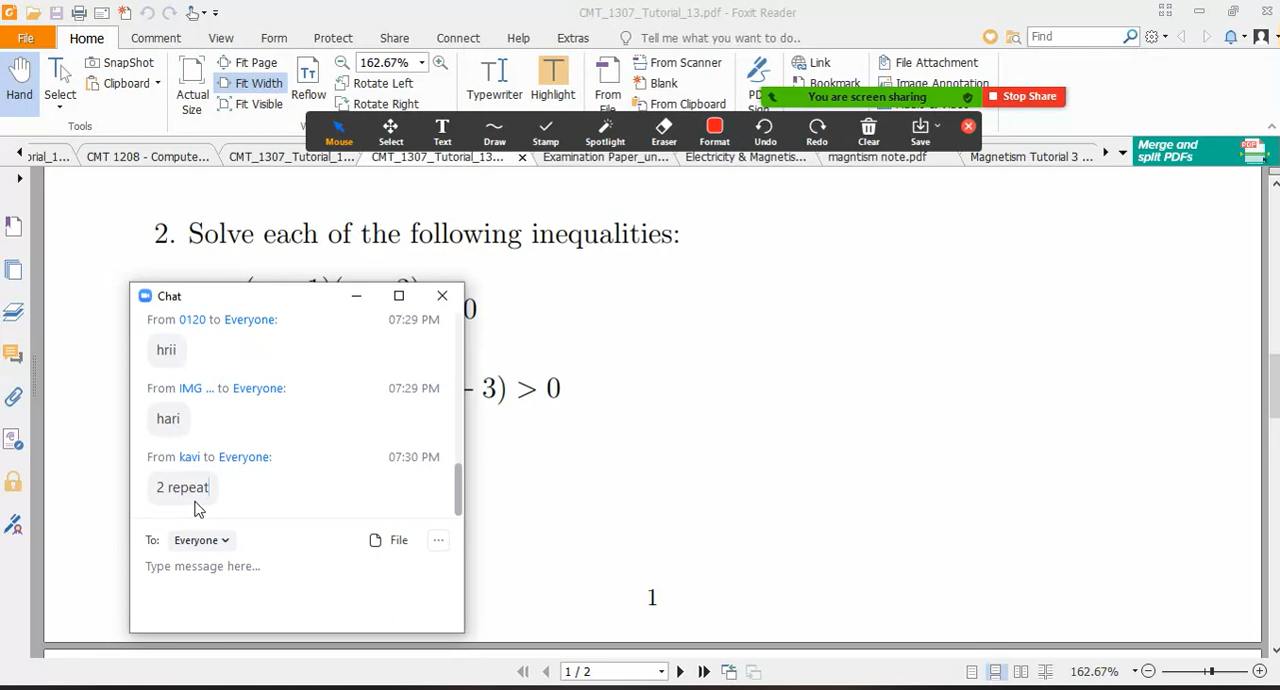 CMT_1307_Tutorial_13.pdf - Foxit Reader
File Home Comment View Form Protect Share Connect Help Extras Tell me what you want to do.. Find
Hand
Select
SnapShot
Clipboard
Tools
Actual
Size
Fit Page
Fit Width
Fit Visible
Reflow
162.67%
Rotate Left
Rotate Right
Typewriter
Highlight
From
File
From Scanner
Blank
From Clipboard
Link
Bookmark
File Attachment
Image Annotation
You are screen sharing
Stop Share
Mouse Select Text Draw Stamp Spotlight Eraser Format Undo Redo Clear Save
orial_1... CMT 1208 - Compute... CMT_1307_Tutorial_1... CMT_1307_Tutorial_13... Examination Paper_un... Electricity & Magnetis... magntism note.pdf Magnetism Tutorial 3 ...
Merge and
split PDFs
2. Solve each of the following inequalities:
0
- 3) > 0
Chat
From 0120 to Everyone: 07:29 PM
hrii
From IMG ... to Everyone: 07:29 PM
hari
From kavi to Everyone: 07:30 PM
2 repeat
To: Everyone File ...
Type message here...
1
1 / 2
162.67%